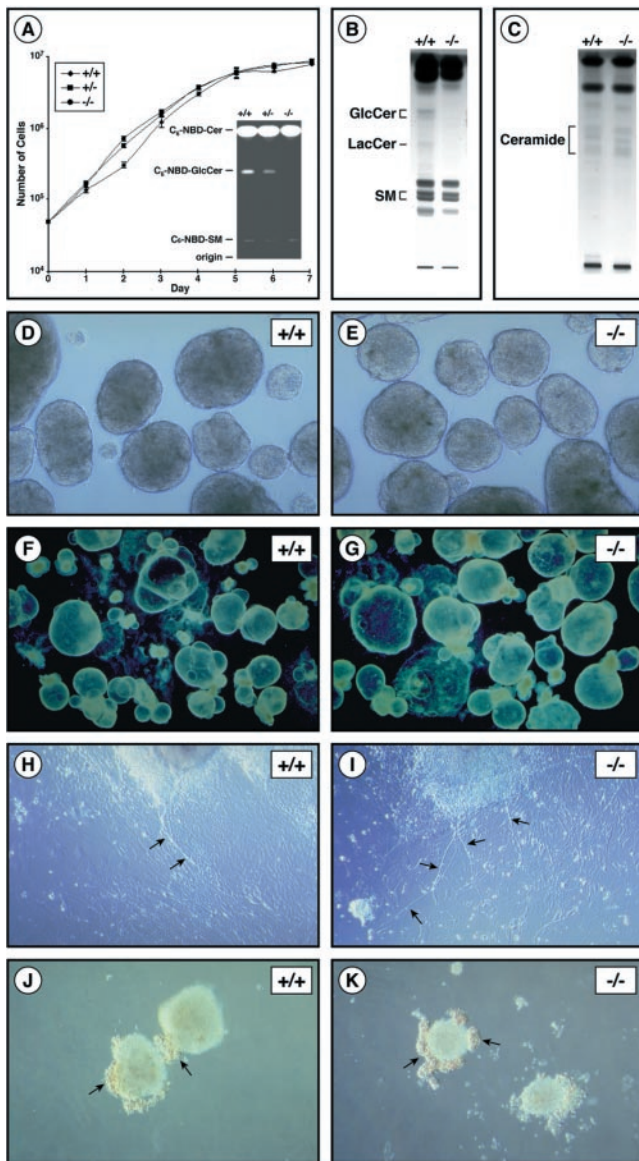 A
10⁷
10⁶
10⁵
10⁴
Number of Cells
+/+
+/-
-/-
+/+ +/- -/-
C₆-NBD-Cer
C₆-NBD-GlcCer
C₆-NBD-SM
origin
0 1 2 3 4 5 6 7
Day
B
+/+ -/-
GlcCer
LacCer
SM
C
+/+ -/-
Ceramide
D +/+
E -/-
F +/+
G -/-
H +/+
I -/-
J +/+
K -/-